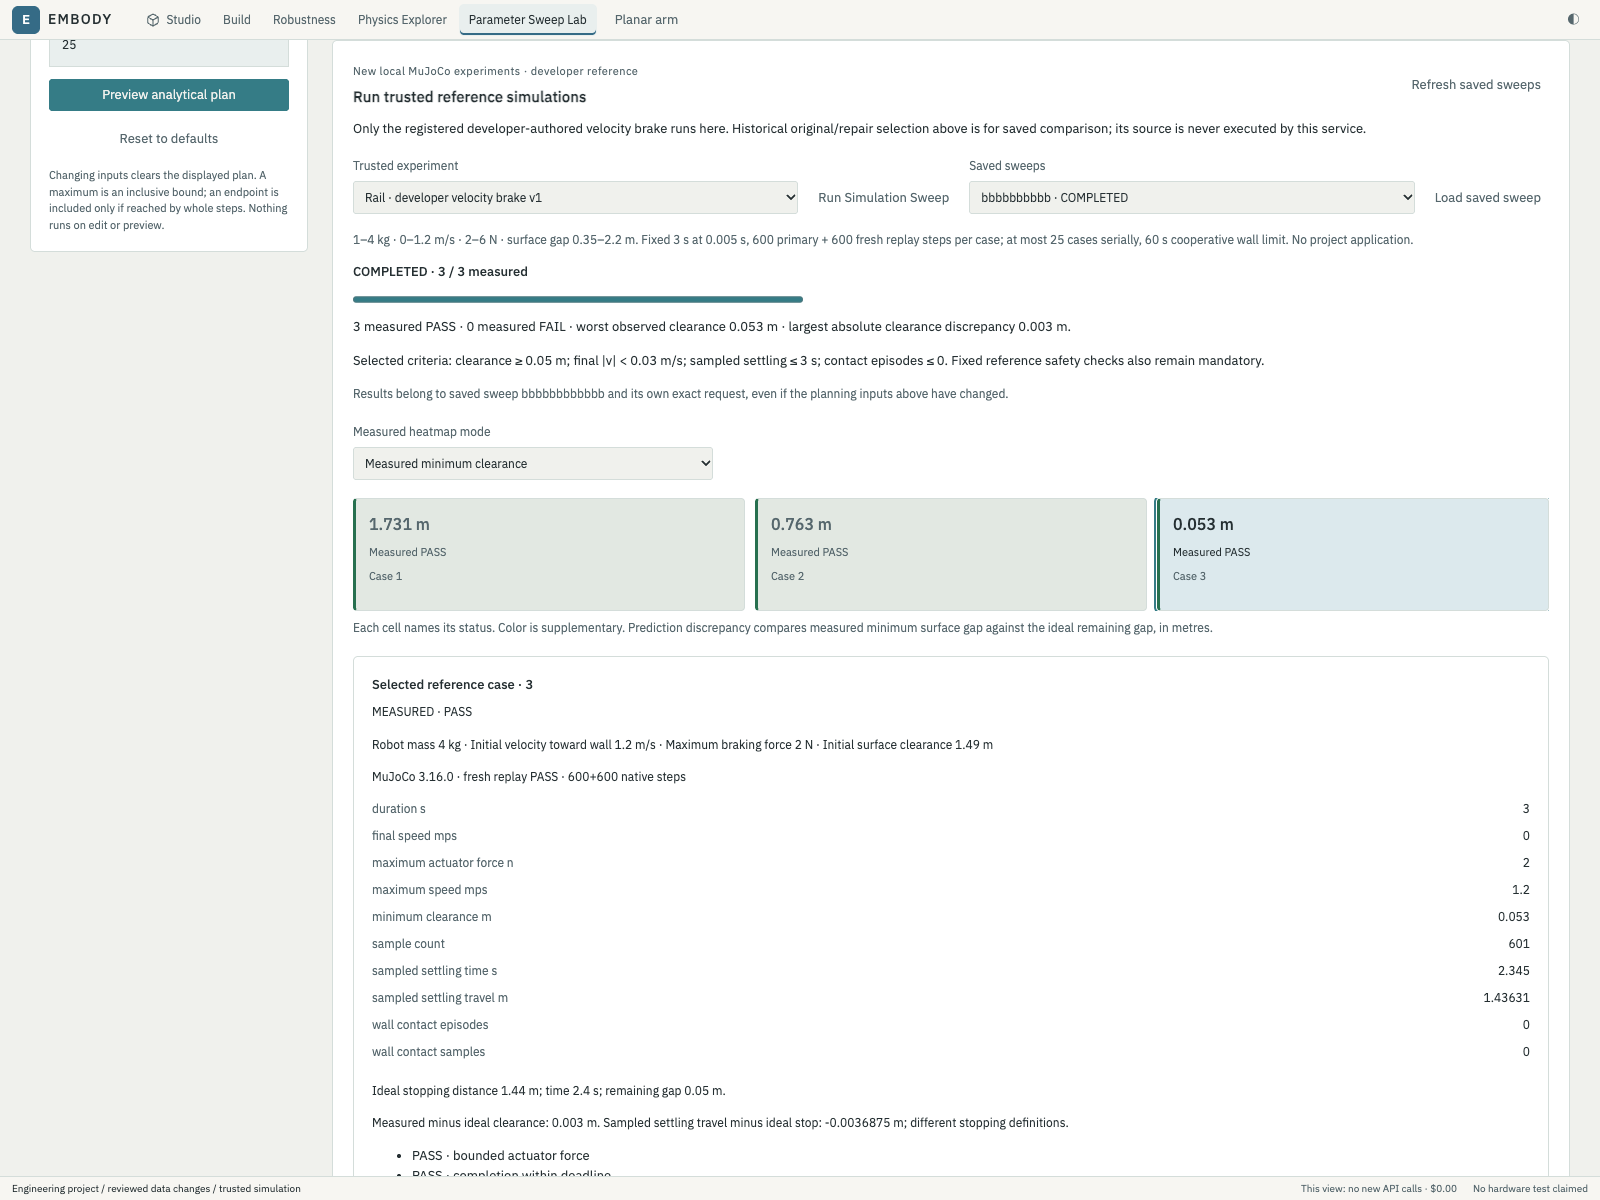 E EMBODY Studio Build Robustness Physics Explorer Parameter Sweep Lab Planar arm
25
Preview analytical plan
Reset to defaults
Changing inputs clears the displayed plan. A
maximum is an inclusive bound; an endpoint is
included only if reached by whole steps. Nothing
runs on edit or preview.
New local MuJoCo experiments · developer reference
Run trusted reference simulations
Refresh saved sweeps
Only the registered developer-authored velocity brake runs here. Historical original/repair selection above is for saved comparison; its source is never executed by this service.
Trusted experiment
Saved sweeps
Rail · developer velocity brake v1
Run Simulation Sweep
bbbbbbbbbb · COMPLETED
Load saved sweep
1–4 kg · 0–1.2 m/s · 2–6 N · surface gap 0.35–2.2 m. Fixed 3 s at 0.005 s, 600 primary + 600 fresh replay steps per case; at most 25 cases serially, 60 s cooperative wall limit. No project application.
COMPLETED · 3 / 3 measured
3 measured PASS · 0 measured FAIL · worst observed clearance 0.053 m · largest absolute clearance discrepancy 0.003 m.
Selected criteria: clearance ≥ 0.05 m; final |v| < 0.03 m/s; sampled settling ≤ 3 s; contact episodes ≤ 0. Fixed reference safety checks also remain mandatory.
Results belong to saved sweep bbbbbbbbbbbb and its own exact request, even if the planning inputs above have changed.
Measured heatmap mode
Measured minimum clearance
1.731 m
Measured PASS
Case 1
0.763 m
Measured PASS
Case 2
0.053 m
Measured PASS
Case 3
Each cell names its status. Color is supplementary. Prediction discrepancy compares measured minimum surface gap against the ideal remaining gap, in metres.
Selected reference case · 3
MEASURED · PASS
Robot mass 4 kg · Initial velocity toward wall 1.2 m/s · Maximum braking force 2 N · Initial surface clearance 1.49 m
MuJoCo 3.16.0 · fresh replay PASS · 600+600 native steps
duration s 3
final speed mps 0
maximum actuator force n 2
maximum speed mps 1.2
minimum clearance m 0.053
sample count 601
sampled settling time s 2.345
sampled settling travel m 1.43631
wall contact episodes 0
wall contact samples 0
Ideal stopping distance 1.44 m; time 2.4 s; remaining gap 0.05 m.
Measured minus ideal clearance: 0.003 m. Sampled settling travel minus ideal stop: -0.0036875 m; different stopping definitions.
• PASS · bounded actuator force
• PASS · completion within deadline
Engineering project / reviewed data changes / trusted simulation
This view: no new API calls · $0.00 No hardware test claimed